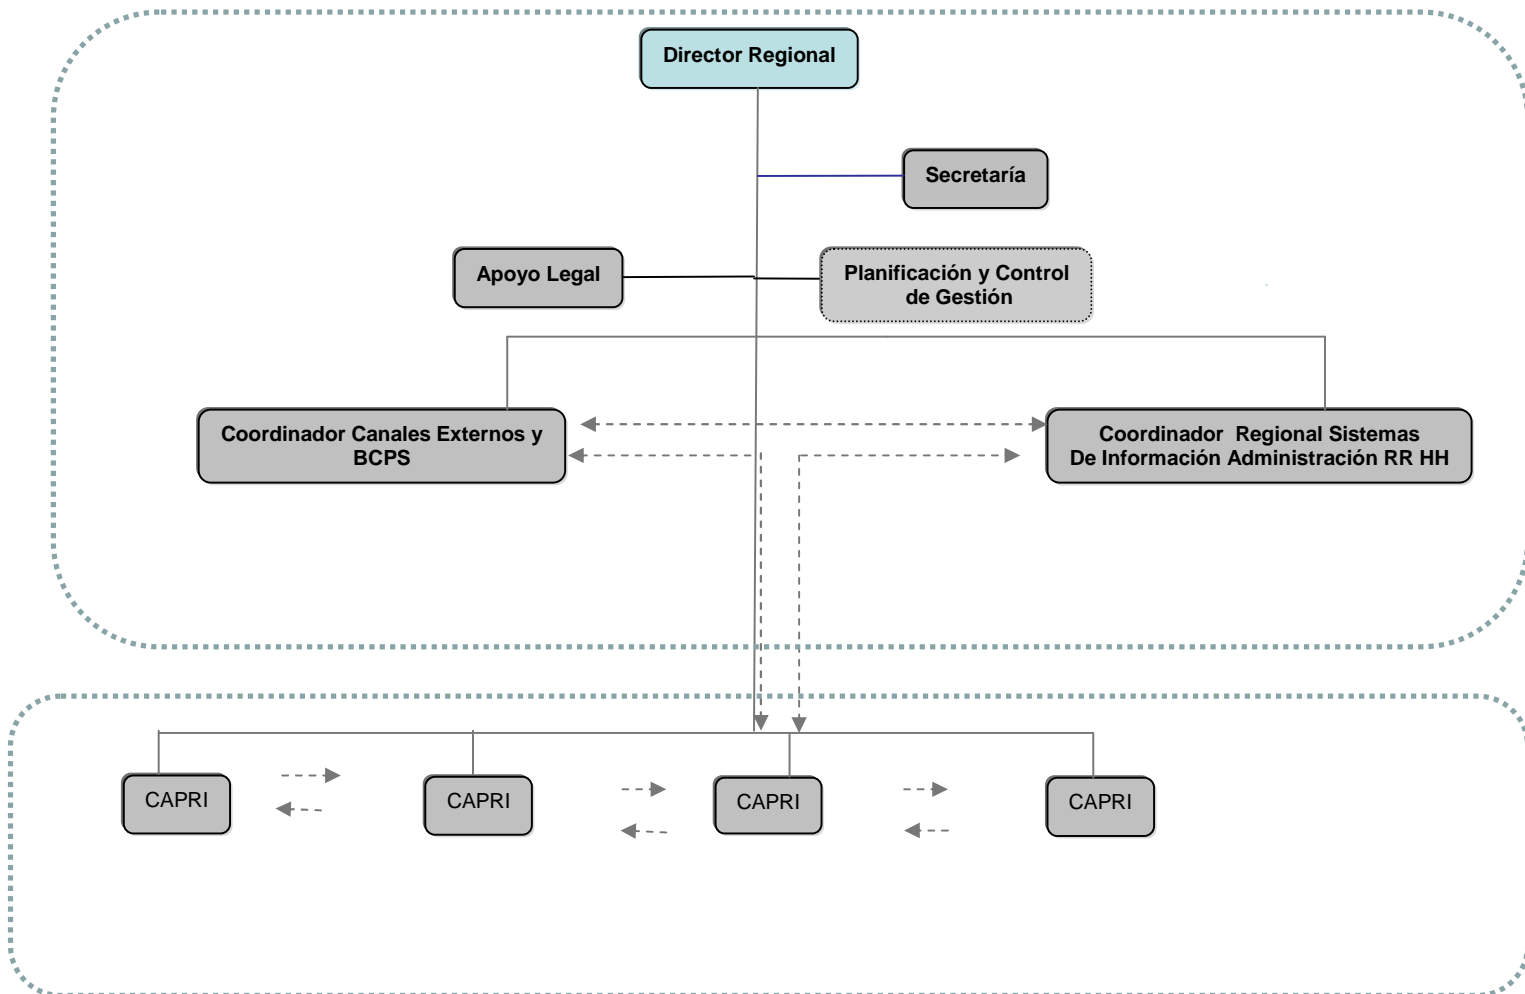 Director Regional
Secretaría
Apoyo Legal
Planificación y Control
de Gestión
Coordinador Canales Externos y
BCPS
Coordinador Regional Sistemas
De Información Administración RR HH
CAPRI
CAPRI
CAPRI
CAPRI